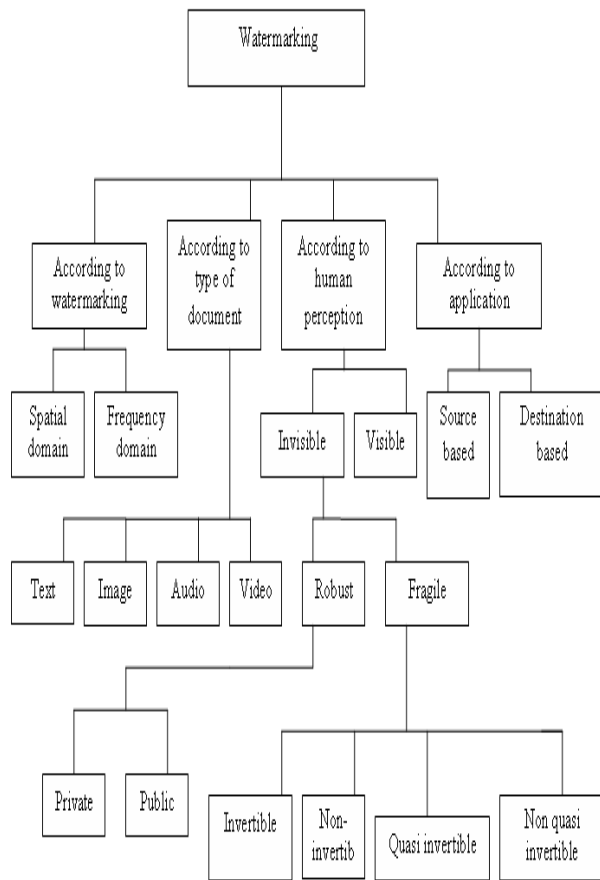 Watermarking
According to
watermarking
According to
type of
document
According to
human
perception
According to
application
Spatial
domain
Frequency
domain
Invisible
Visible
Source
based
Destination
based
Text
Image
Audio
Video
Robust
Fragile
Private
Public
Invertible
Non-
invertib
Quasi invertible
Non quasi
invertible